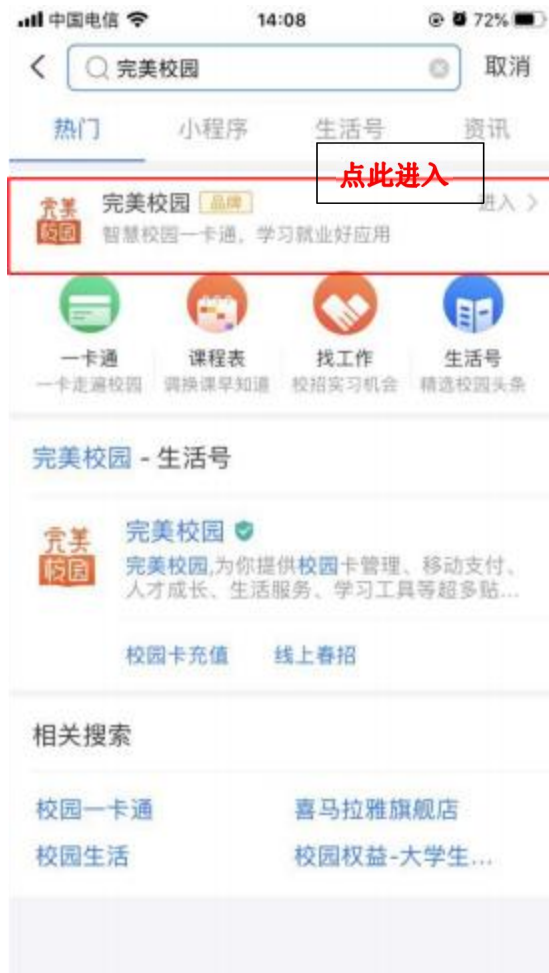 中国电信 14:08 72%
完美校园 取消
热门 小程序 生活号 资讯
点此进入
完美校园 品牌 进入
完美校园
智慧校园一卡通，学习就业好应用
一卡通 课程表 找工作 生活号
一卡走遍校园 调换课早知道 校招实习机会 精选校园头条
完美校园 - 生活号
完美校园
完美校园
完美校园,为你提供校园卡管理、移动支付、
人才成长、生活服务、学习工具等超多贴...
校园卡充值 线上春招
相关搜索
校园一卡通 喜马拉雅旗舰店
校园生活 校园权益-大学生...